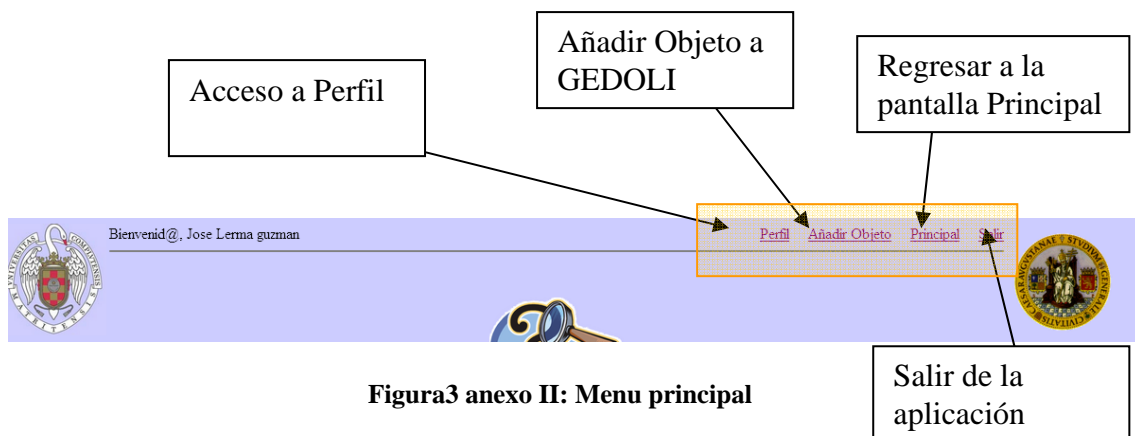 Añadir Objeto a
GEDOLI
Acceso a Perfil
Regresar a la
pantalla Principal
Bienvenid@, Jose Lerma guzman
Perfil Añadir Objeto Principal Salir
Salir de la
aplicación
Figura3 anexo II: Menu principal